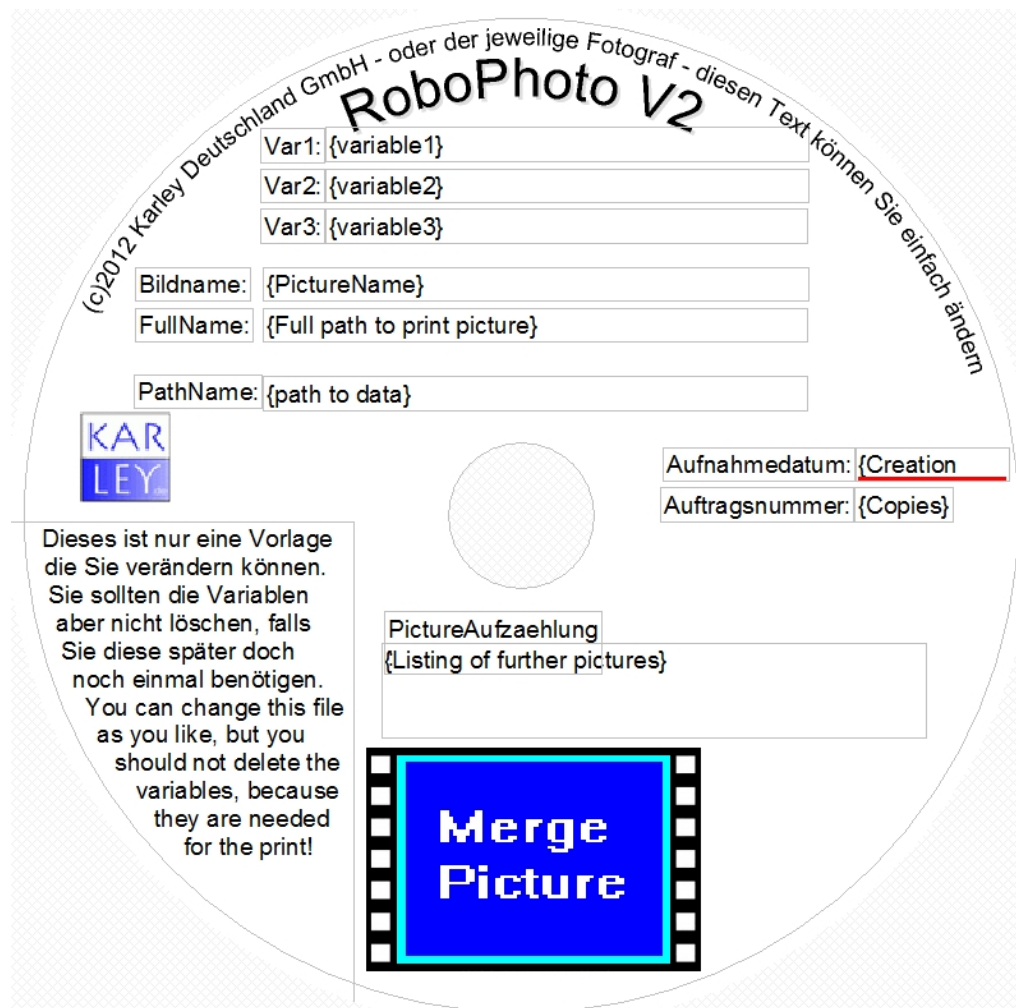 (c)2012 Karley Deutschland GmbH - oder der jeweilige Fotograf - diesen Text können Sie einfach ändern
RoboPhoto V2
Var1: {variable1}
Var2: {variable2}
Var3: {variable3}
Bildname: {PictureName}
FullName: {Full path to print picture}
PathName: {path to data}
KAR
LEY.de
Aufnahmedatum: {Creation
Auftragsnummer: {Copies}
Dieses ist nur eine Vorlage
die Sie verändern können.
Sie sollten die Variablen
aber nicht löschen, falls
Sie diese später doch
noch einmal benötigen.
You can change this file
as you like, but you
should not delete the
variables, because
they are needed
for the print!
PictureAufzaehlung
{Listing of further pictures}
Merge
Picture